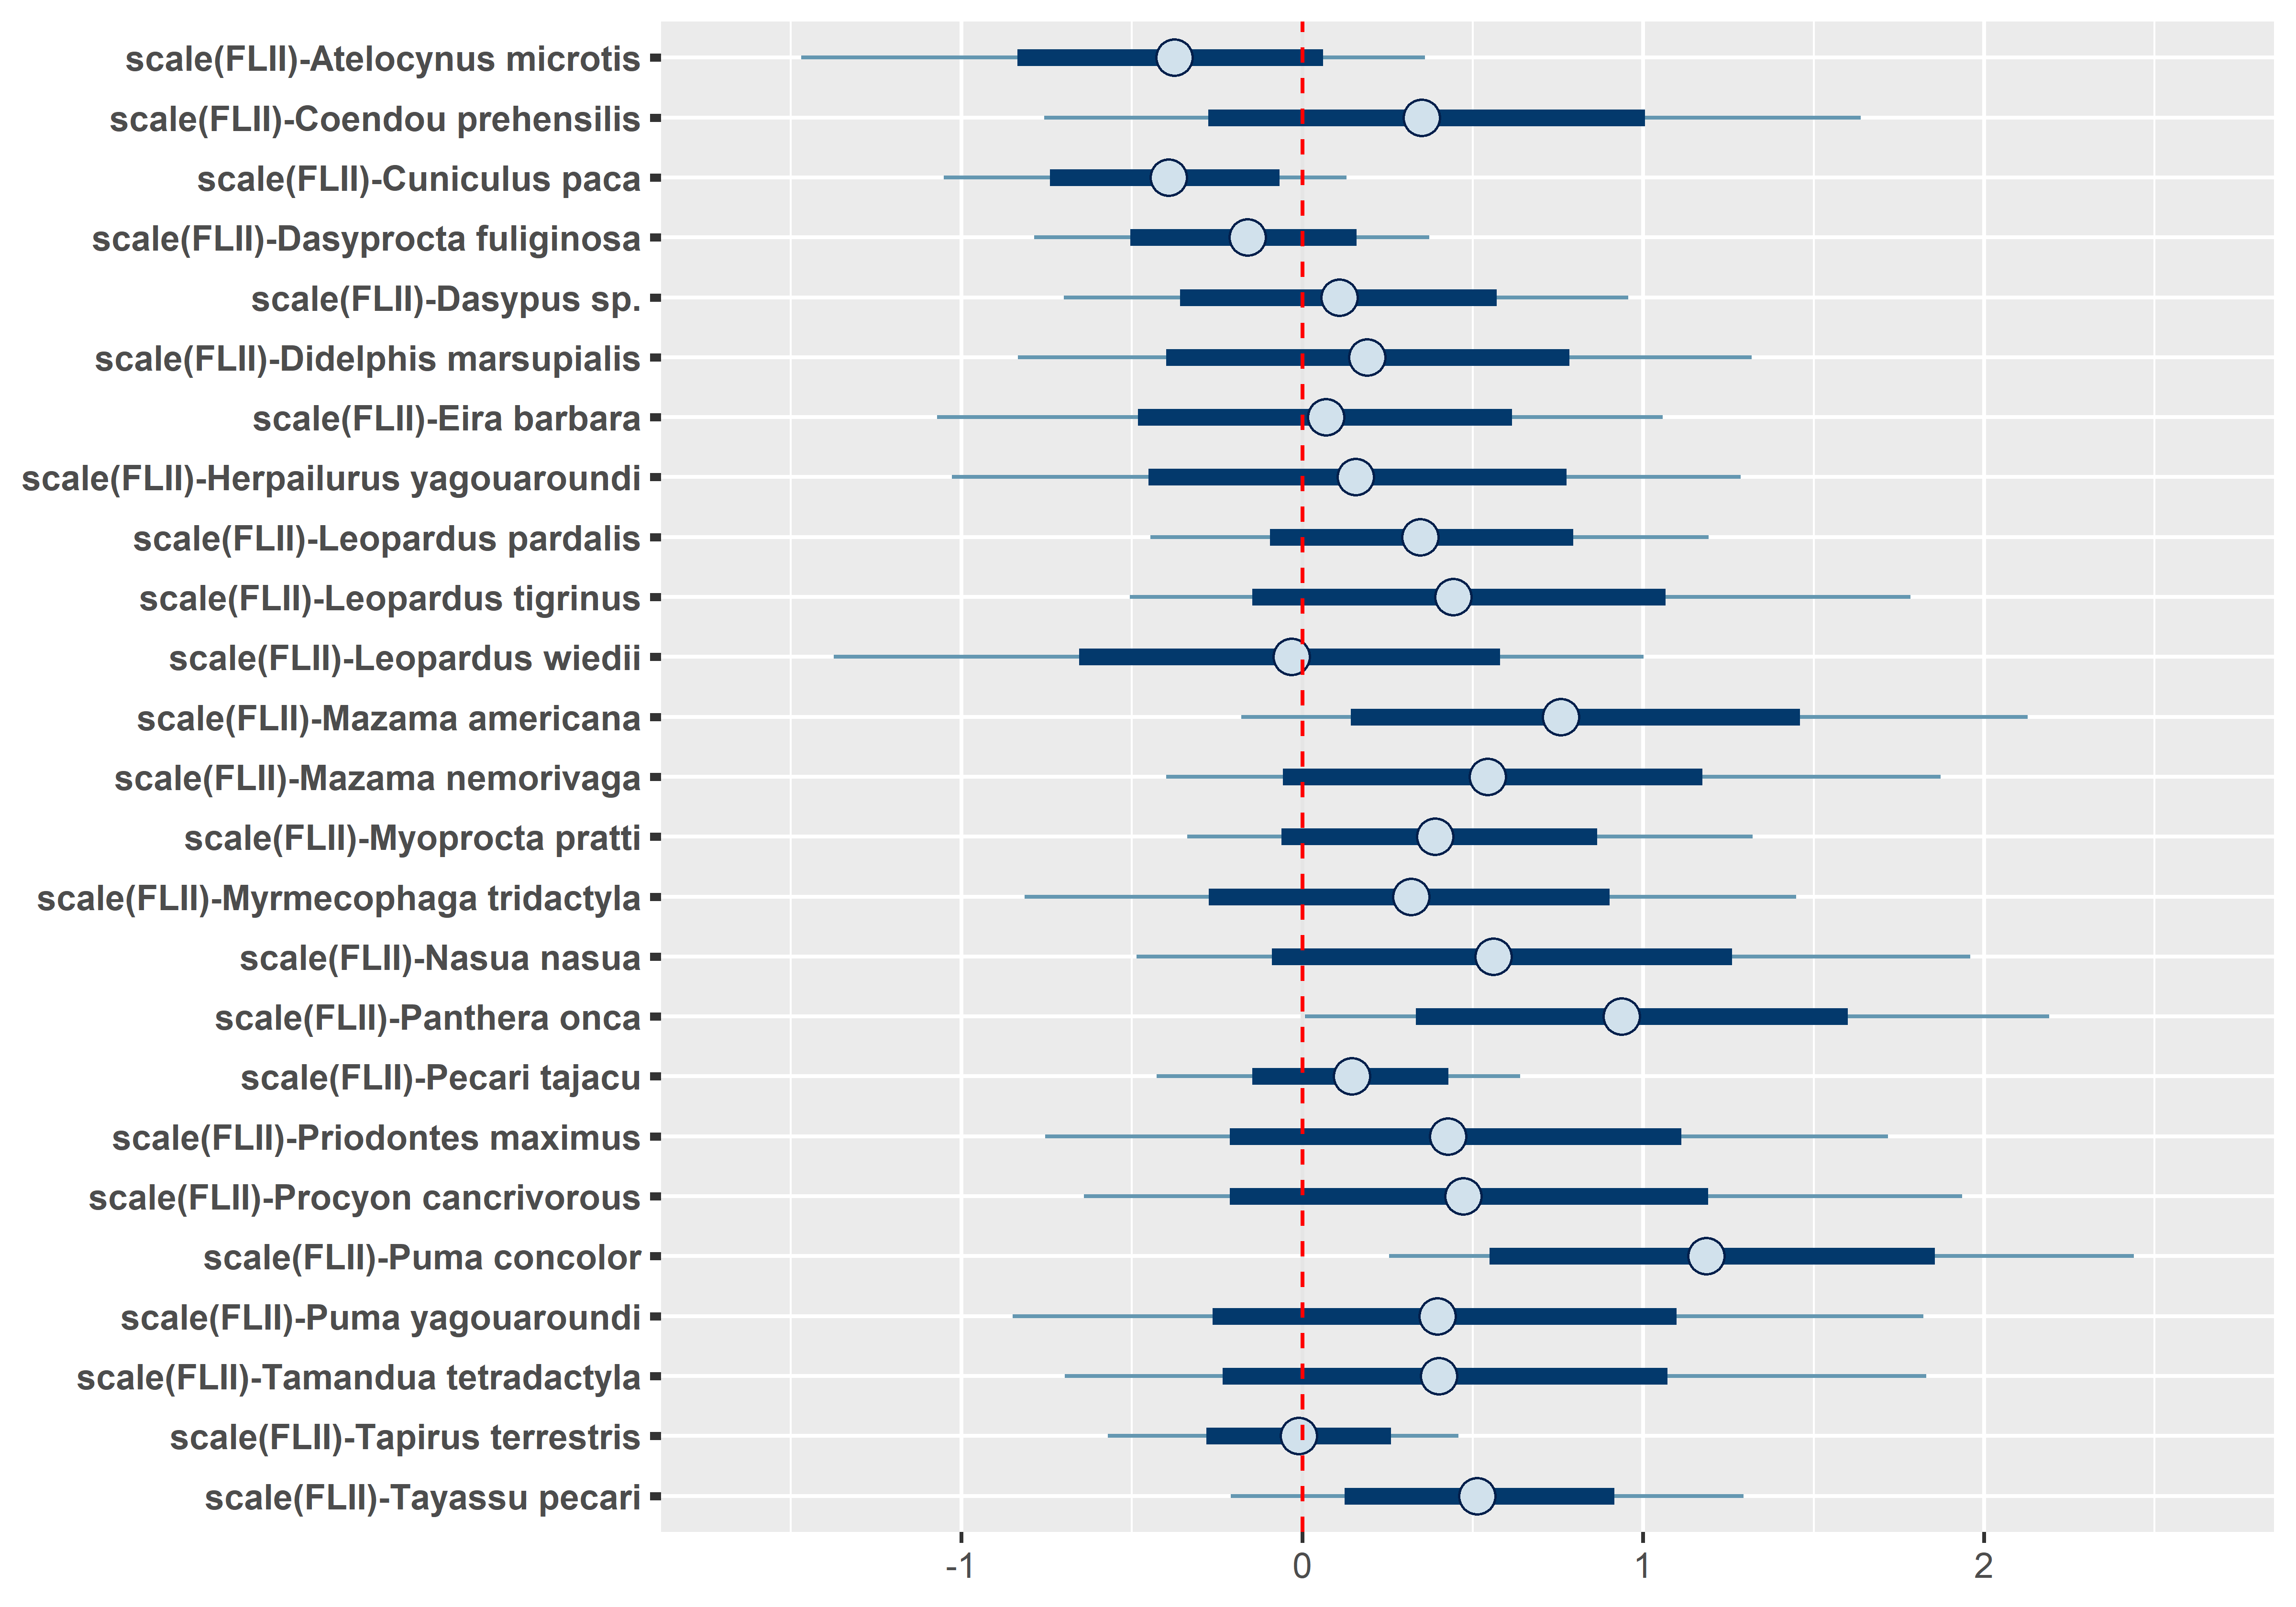 scale(FLII)-Atelocynus microtis
scale(FLII)-Coendou prehensilis
scale(FLII)-Cuniculus paca
scale(FLII)-Dasyprocta fuliginosa
scale(FLII)-Dasypus sp.
scale(FLII)-Didelphis marsupialis
scale(FLII)-Eira barbara
scale(FLII)-Herpailurus yagouaroundi
scale(FLII)-Leopardus pardalis
scale(FLII)-Leopardus tigrinus
scale(FLII)-Leopardus wiedii
scale(FLII)-Mazama americana
scale(FLII)-Mazama nemorivaga
scale(FLII)-Myoprocta pratti
scale(FLII)-Myrmecophaga tridactyla
scale(FLII)-Nasua nasua
scale(FLII)-Panthera onca
scale(FLII)-Pecari tajacu
scale(FLII)-Priodontes maximus
scale(FLII)-Procyon cancrivorous
scale(FLII)-Puma concolor
scale(FLII)-Puma yagouaroundi
scale(FLII)-Tamandua tetradactyla
scale(FLII)-Tapirus terrestris
scale(FLII)-Tayassu pecari
-1 0 1 2